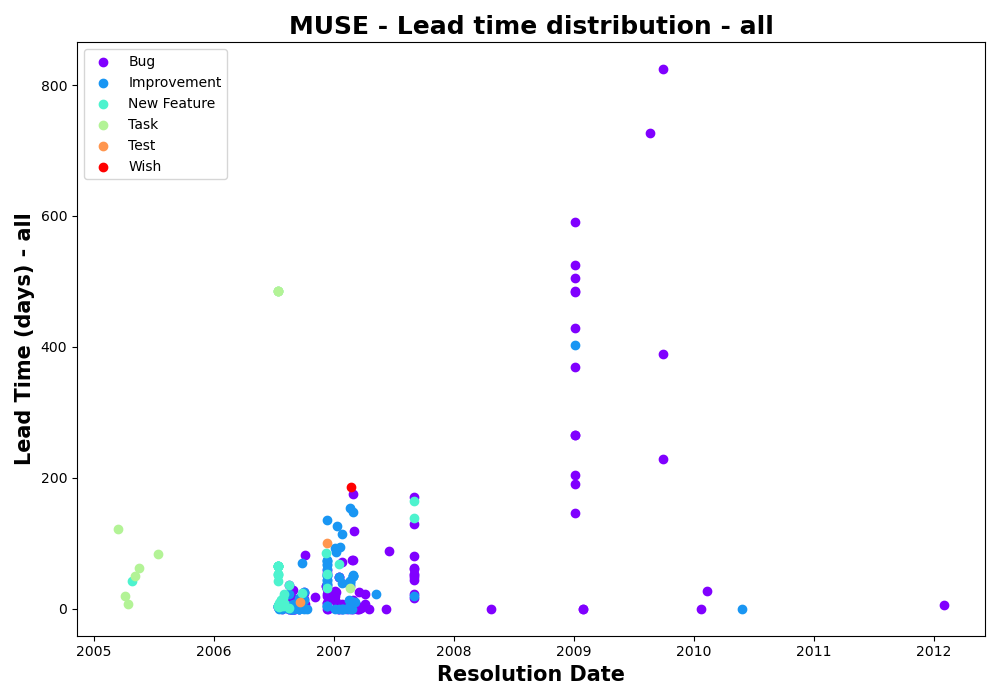 MUSE - Lead time distribution - all
Bug
Improvement
New Feature
Task
Test
Wish
Lead Time (days) - all
800
600
400
200
0
2005 2006 2007 2008 2009 2010 2011 2012
Resolution Date